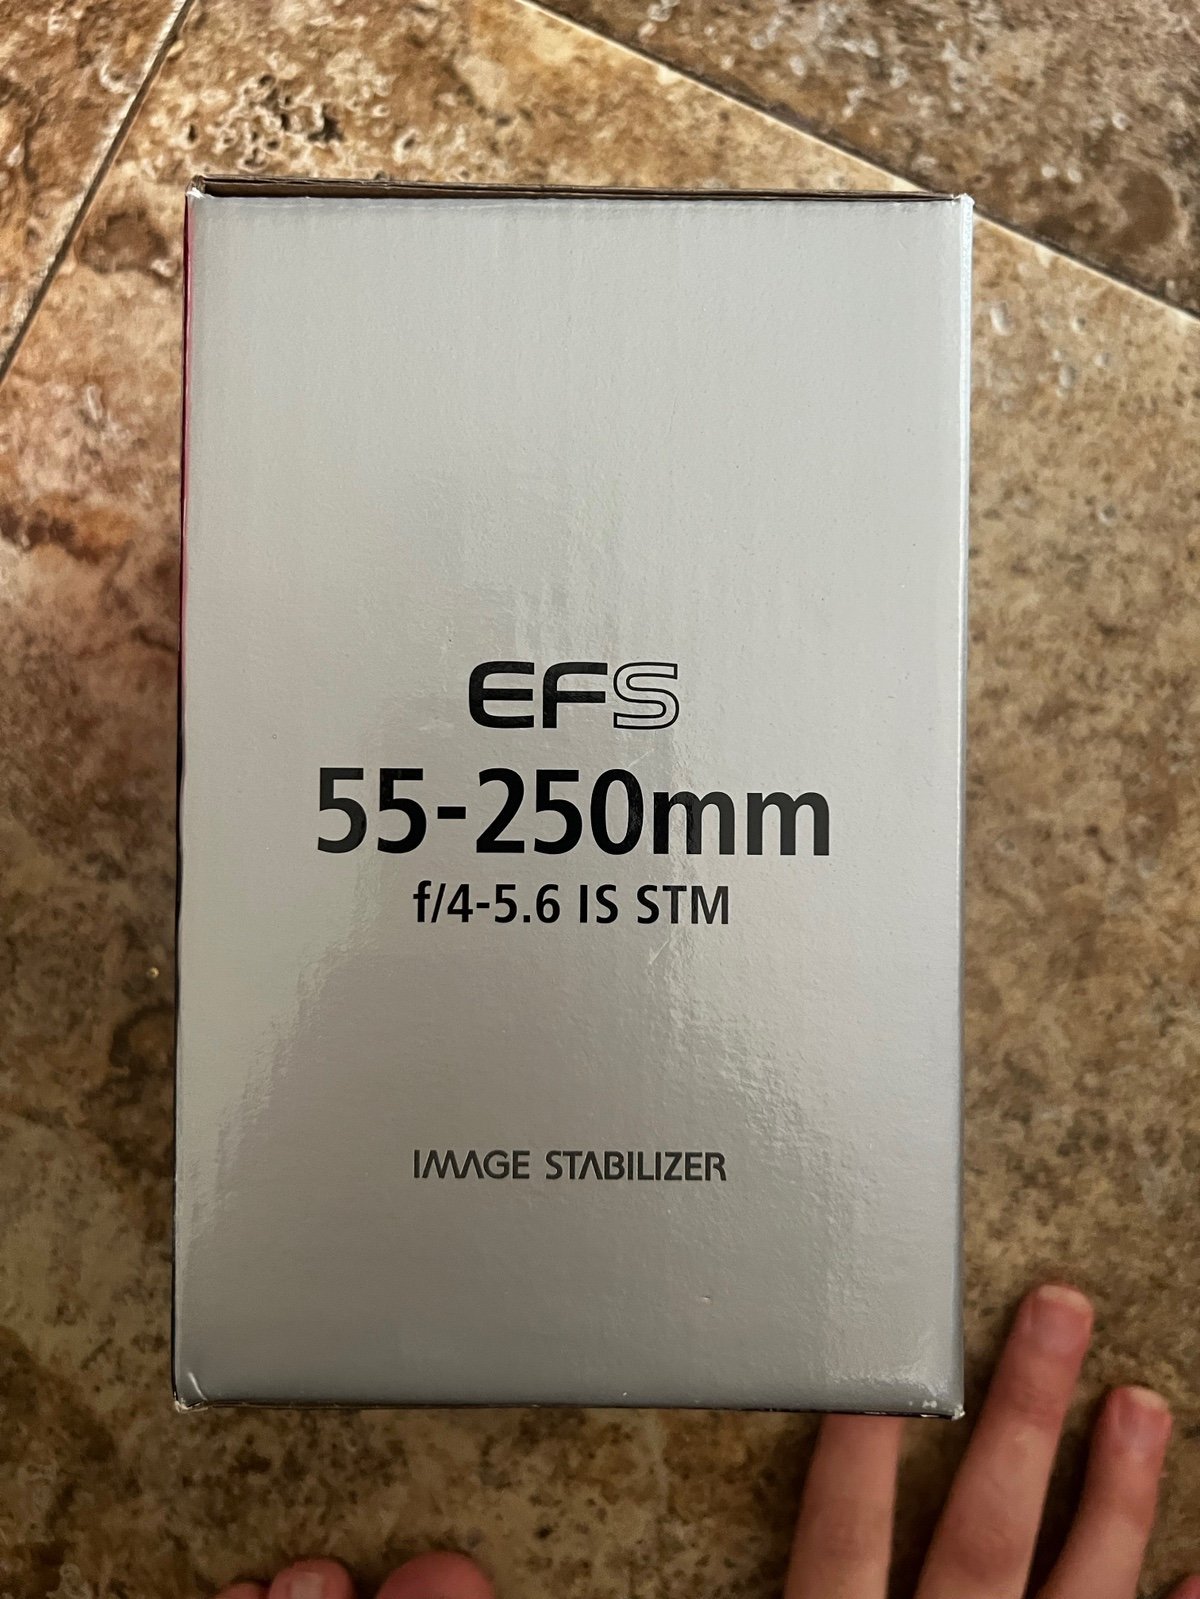 EFS
55-250mm
f/4-5.6 IS STM
IMAGE STABILIZER